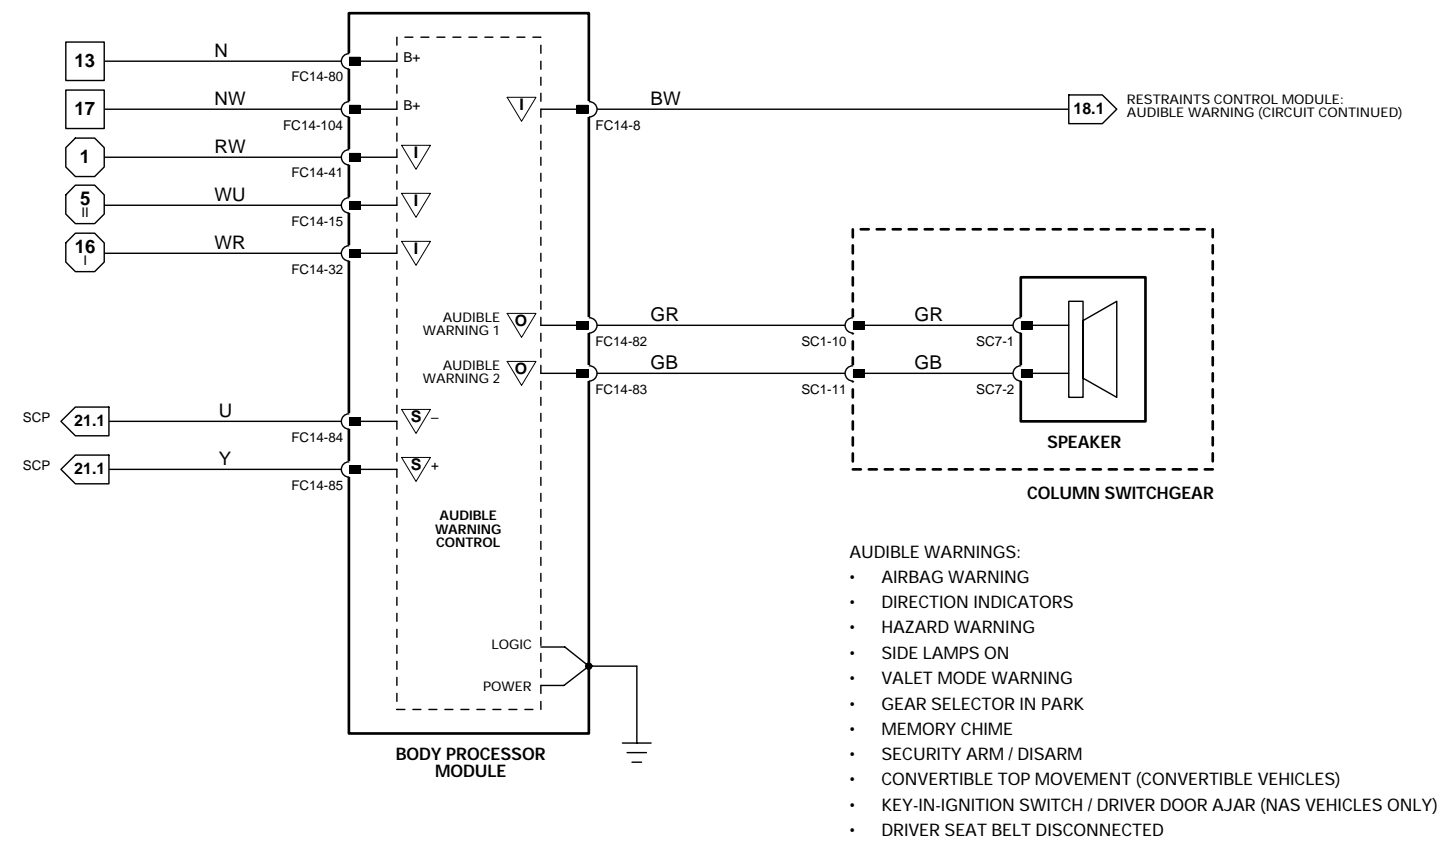 13
N
FC14-80
B+
17
NW
FC14-104
B+
I
FC14-8
BW
18.1
RESTRAINTS CONTROL MODULE:
AUDIBLE WARNING (CIRCUIT CONTINUED)
1
RW
FC14-41
I
5
II
WU
FC14-15
I
16
I
WR
FC14-32
I
AUDIBLE
WARNING 1
O
FC14-82
GR
SC1-10
GR
SC7-1
AUDIBLE
WARNING 2
O
FC14-83
GB
SC1-11
GB
SC7-2
SPEAKER
COLUMN SWITCHGEAR
SCP
21.1
U
FC14-84
S
–
SCP
21.1
Y
FC14-85
S
+
AUDIBLE
WARNING
CONTROL
LOGIC
POWER
BODY PROCESSOR
MODULE
AUDIBLE WARNINGS:
• AIRBAG WARNING
• DIRECTION INDICATORS
• HAZARD WARNING
• SIDE LAMPS ON
• VALET MODE WARNING
• GEAR SELECTOR IN PARK
• MEMORY CHIME
• SECURITY ARM / DISARM
• CONVERTIBLE TOP MOVEMENT (CONVERTIBLE VEHICLES)
• KEY-IN-IGNITION SWITCH / DRIVER DOOR AJAR (NAS VEHICLES ONLY)
• DRIVER SEAT BELT DISCONNECTED